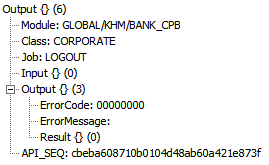 Output {} (6)
Module: GLOBAL/KHM/BANK_CPB
Class: CORPORATE
Job: LOGOUT
Input {} (0)
Output {} (3)
ErrorCode: 00000000
ErrorMessage:
Result {} (0)
API_SEQ: cbeba608710b0104d48ab60a421e873f